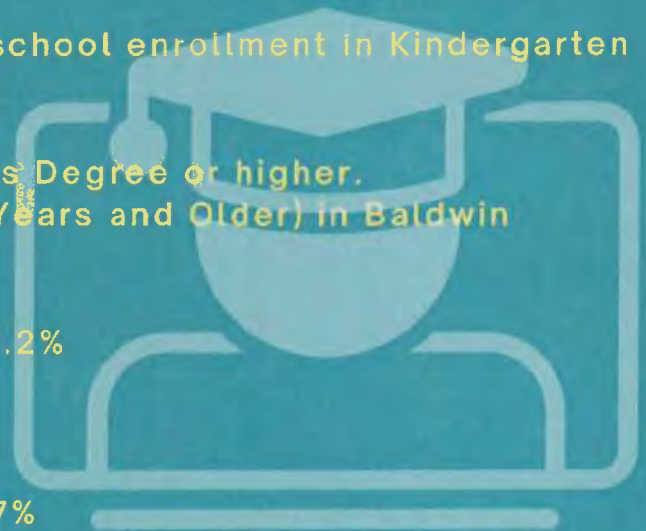 school enrollment in Kindergarten
s Degree or higher.
Years and Older) in Baldwin
.2%
7%